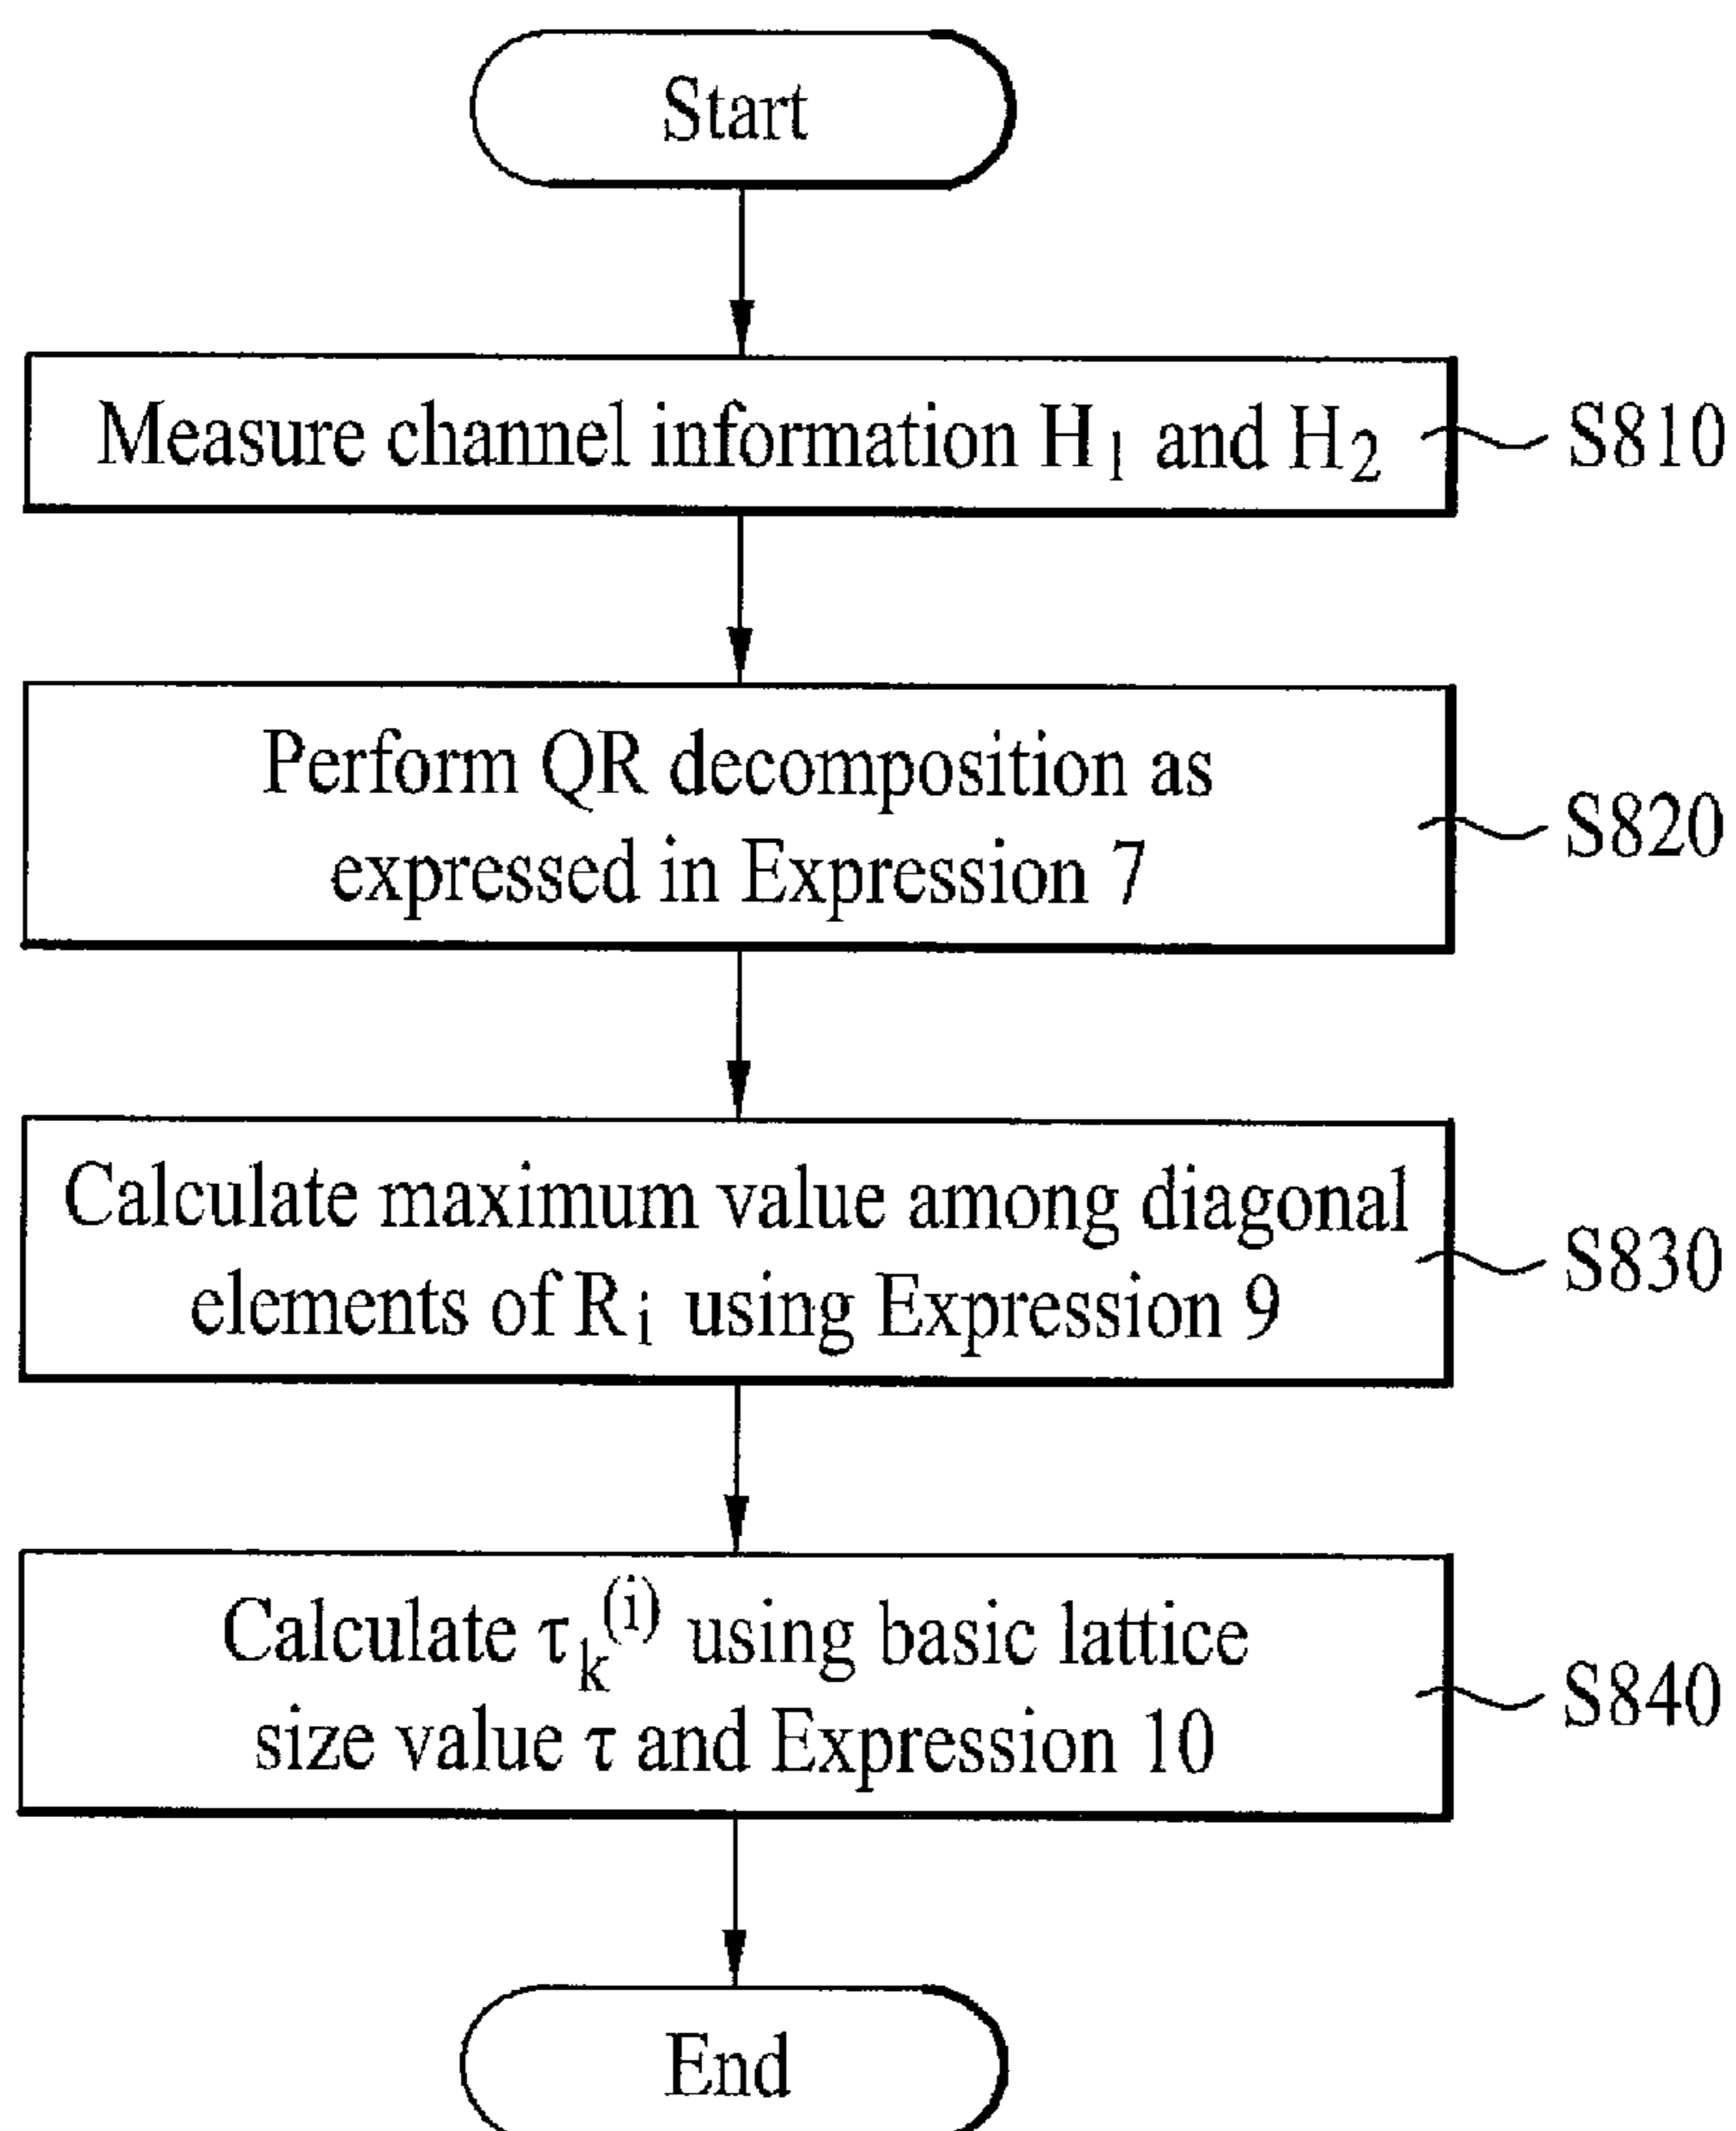 Start
Measure channel information H₁ and H₂
S810
Perform QR decomposition as
expressed in Expression 7
S820
Calculate maximum value among diagonal
elements of Rᵢ using Expression 9
S830
Calculate τₖ⁽ⁱ⁾ using basic lattice
size value τ and Expression 10
S840
End